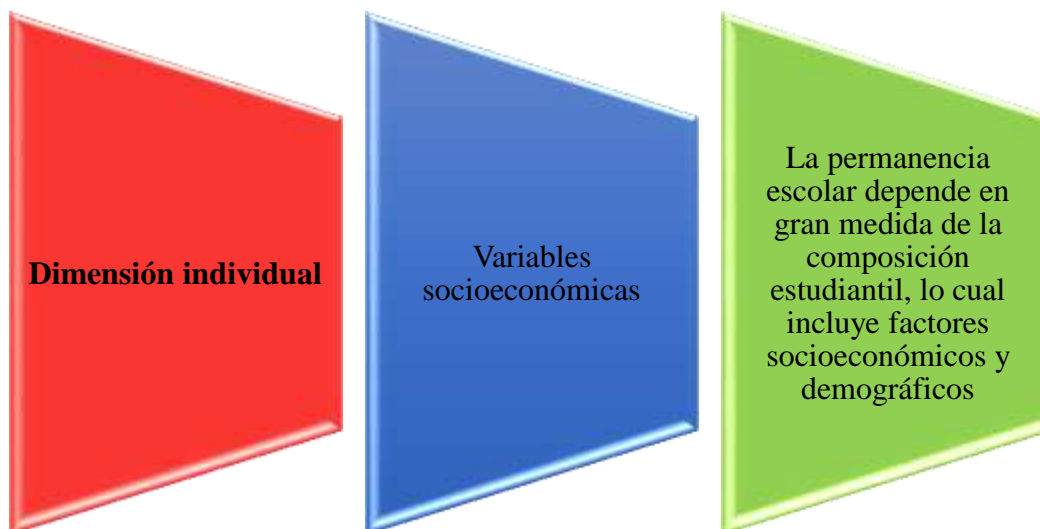 Dimensión individual
Variables
socioeconómicas
La permanencia
escolar depende en
gran medida de la
composición
estudiantil, lo cual
incluye factores
socioeconómicos y
demográficos